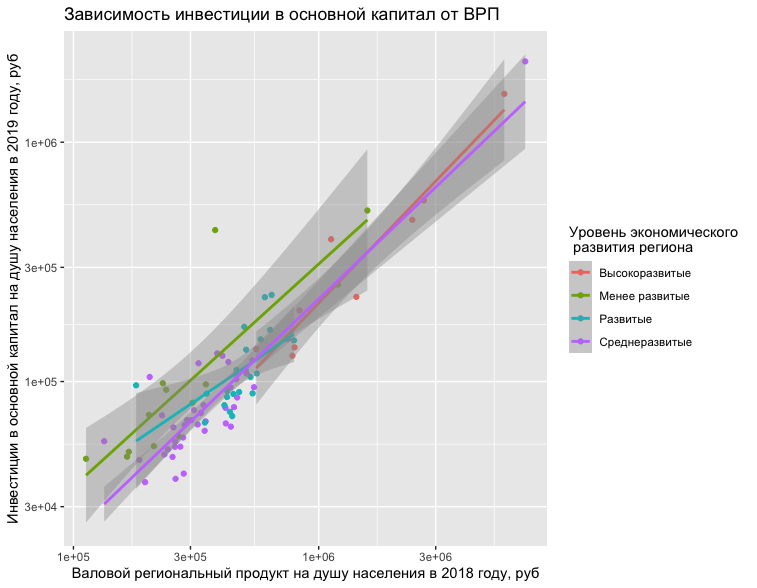 Зависимость инвестиции в основной капитал от ВРП
Инвестиции в основной капитал на душу населения в 2019 году, руб
1e+06
3e+05
1e+05
3e+04
1e+05
3e+05
1e+06
3e+06
Валовой региональный продукт на душу населения в 2018 году, руб
Уровень экономического
развития региона
Высокоразвитые
Менее развитые
Развитые
Среднеразвитые